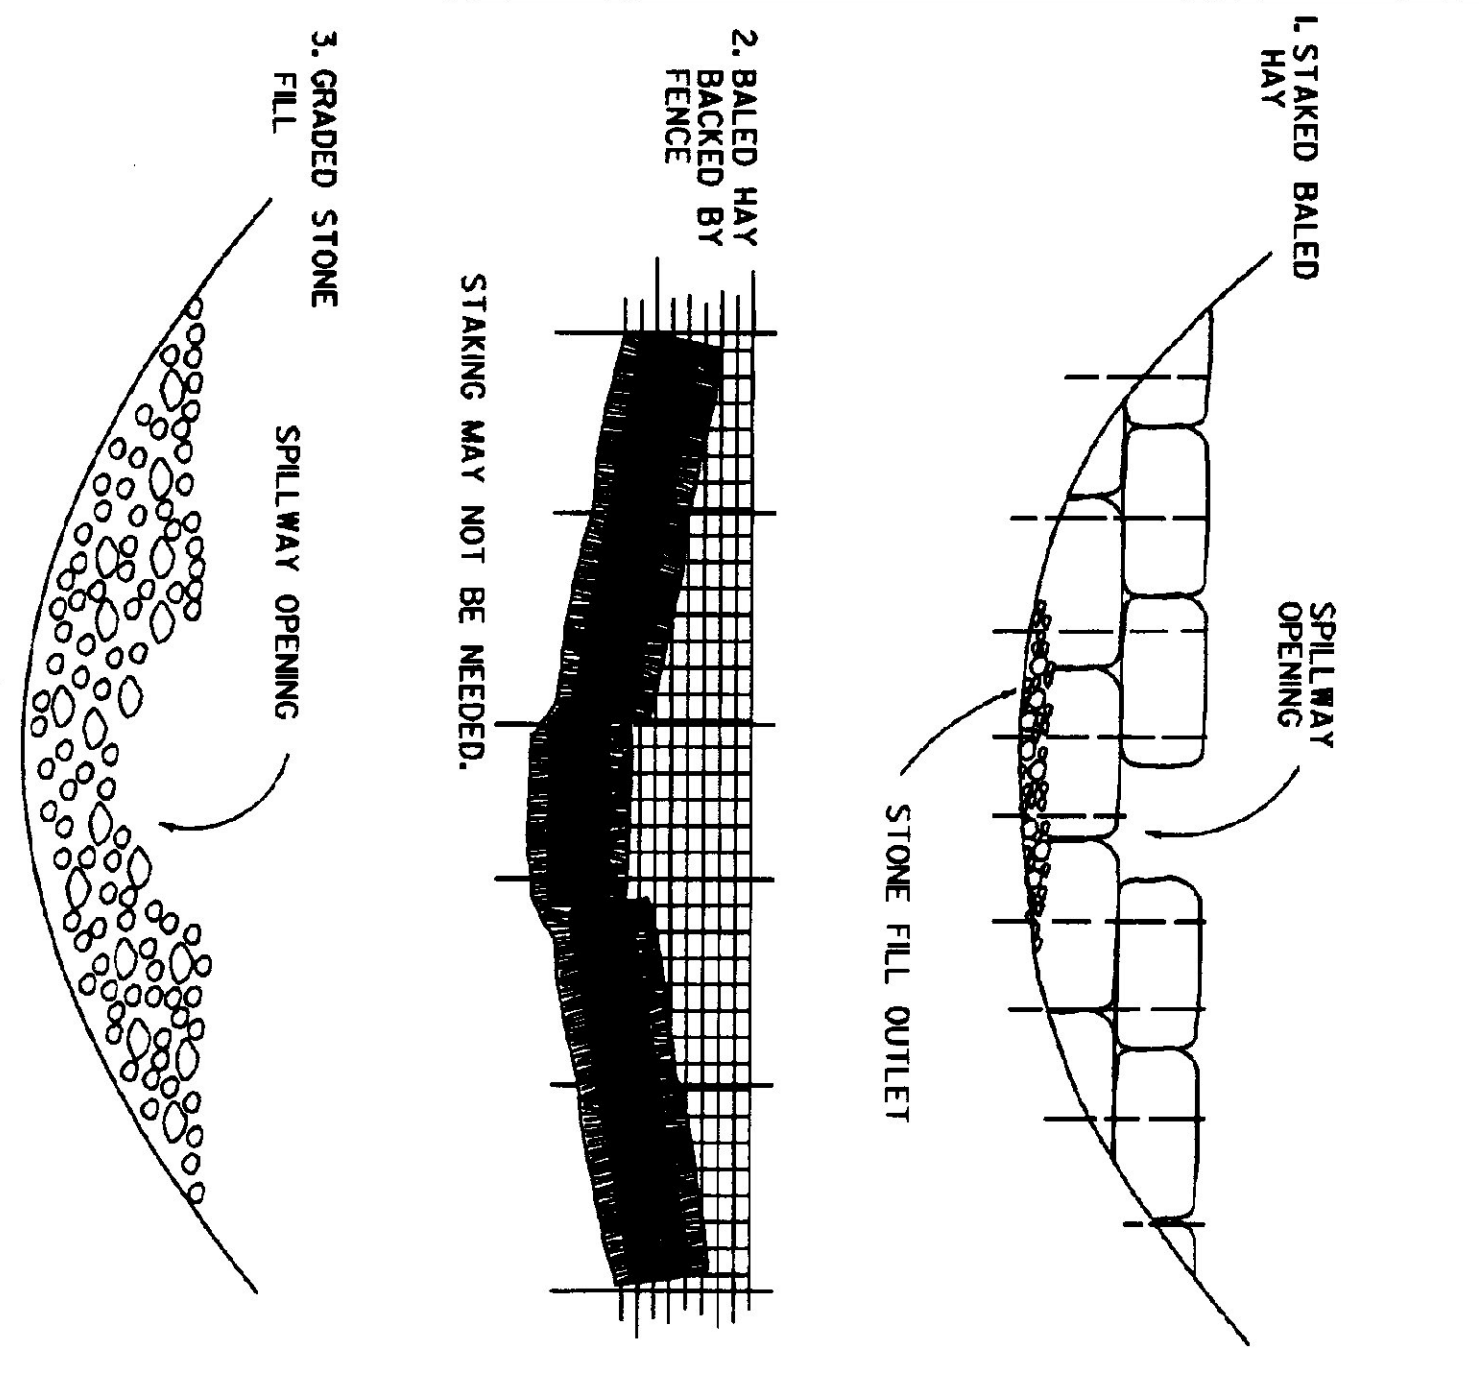 1. STAKED BALED
HAY
SPILLWAY
OPENING
STONE FILL OUTLET
2. BALED HAY
BACKED BY
FENCE
STAKING MAY NOT BE NEEDED.
3. GRADED STONE
FILL
SPILLWAY OPENING